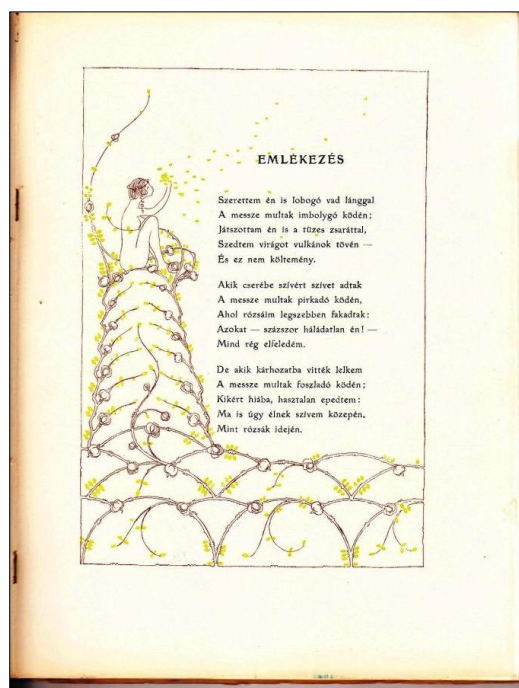 EMLÉKEZÉS
Szerettem én is lobogó vad lánggal
A messze multak imbolygó ködén;
Játszottam én is a tüzes zsaráttal,
Szedtem virágot vulkánok tövén —
És ez nem költemény.
Akik cserébe szívért szívet adtak
A messze multak pirkadó ködén,
Ahol rózsáim legszebben fakadtak:
Azokat — százszor háládatlan én! —
Mind rég elfeledém.
De akik kárhozatba vitték lelkem
A messze multak foszladó ködén;
Kikért hiába, hasztalan epedtem:
Ma is úgy élnek szívem közepén,
Mint rózsák idején.